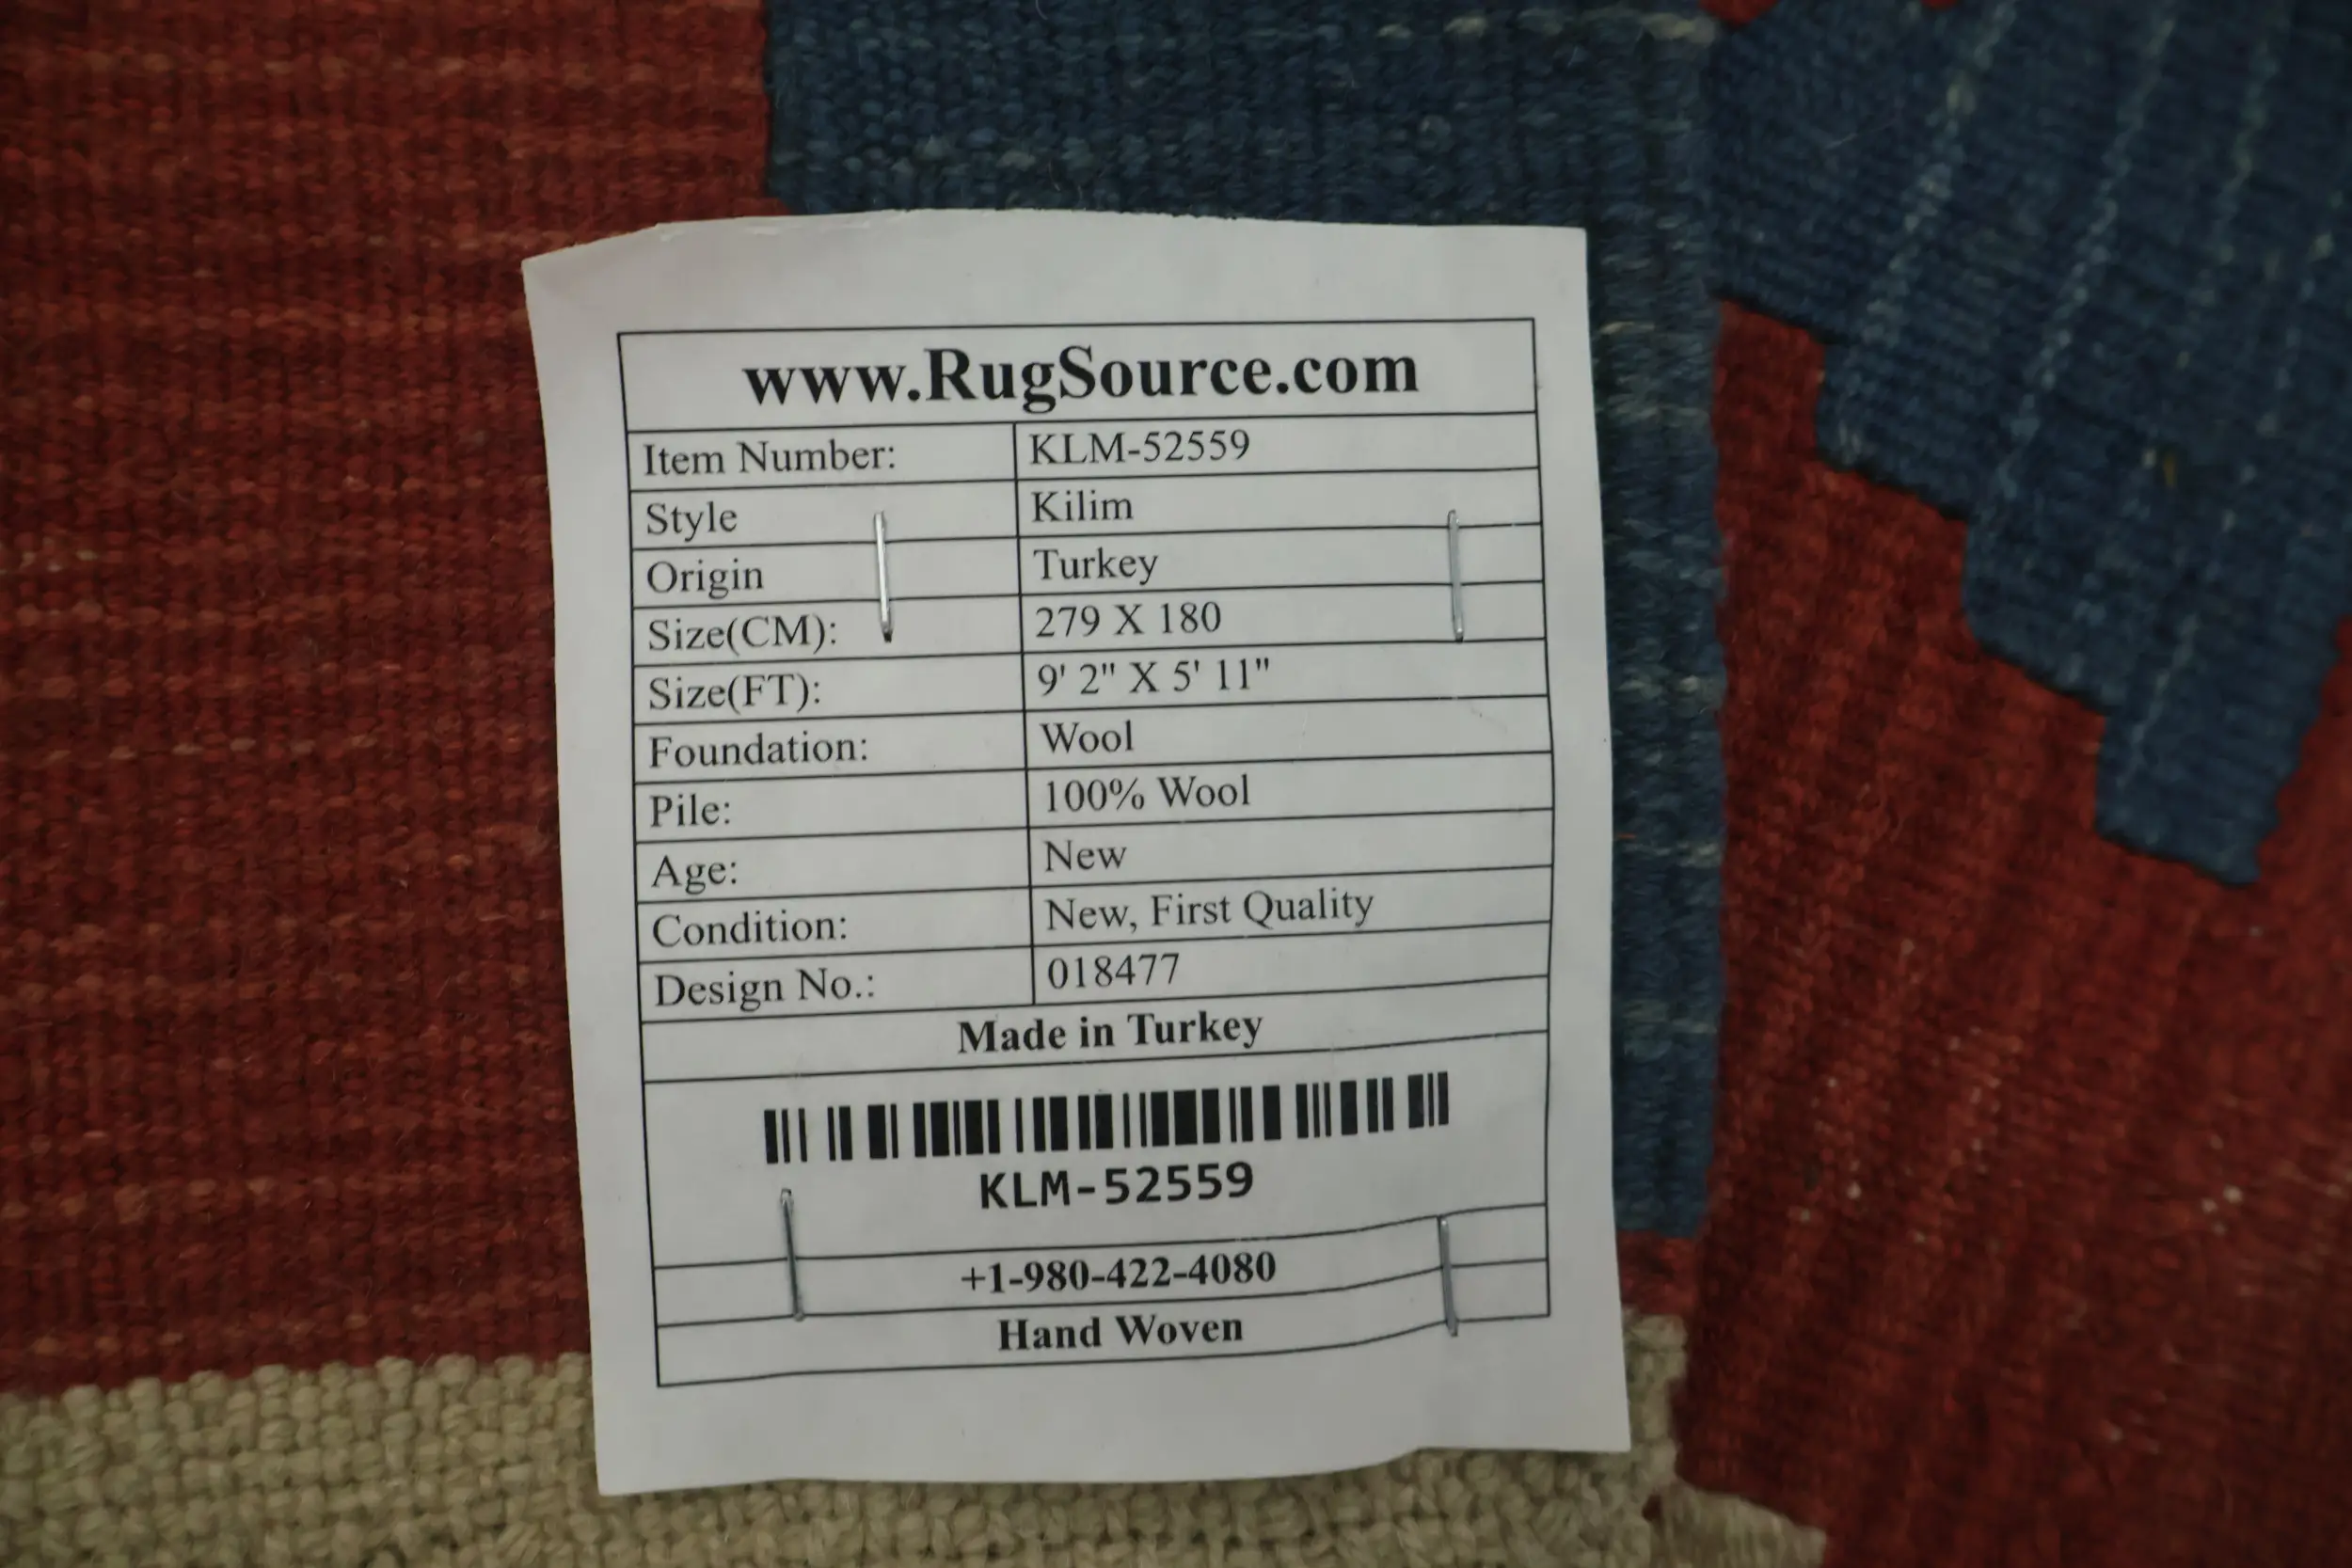 www.RugSource.com
Item Number: KLM-52559
Style Kilim
Origin Turkey
Size(CM): 279 X 180
Size(FT): 9' 2" X 5' 11"
Foundation: Wool
Pile: 100% Wool
Age: New
Condition: New, First Quality
Design No.: 018477
Made in Turkey
KLM-52559
+1-980-422-4080
Hand Woven